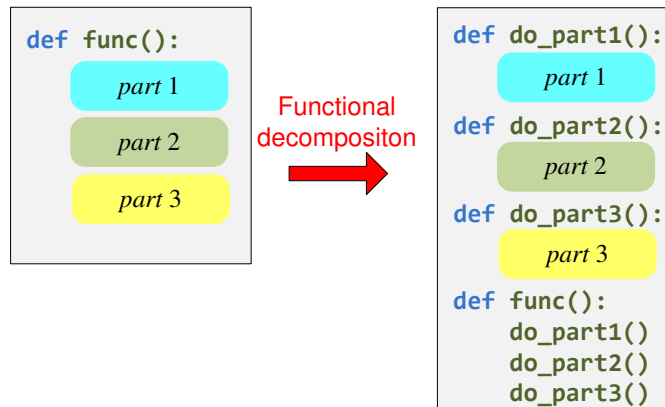 def func():
part 1
part 2
part 3
Functional
decompositon
def do_part1():
part 1
def do_part2():
part 2
def do_part3():
part 3
def func():
do_part1()
do_part2()
do_part3()